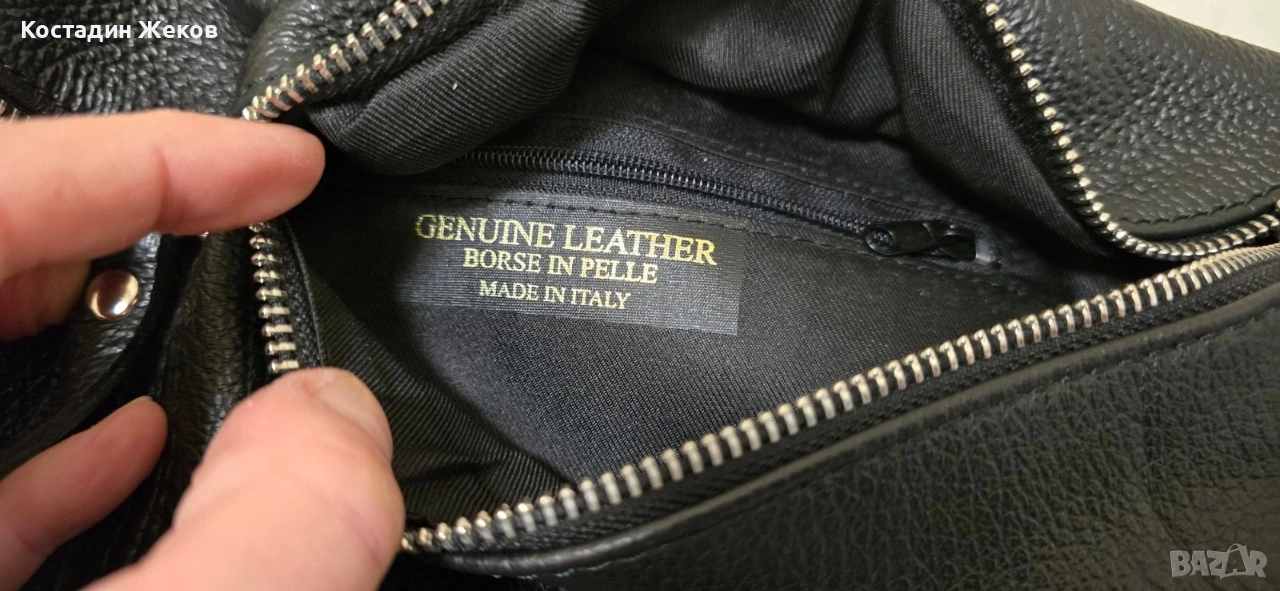 Костадин Жеков
GENUINE LEATHER
BORSE IN PELLE
MADE IN ITALY
BAZAR